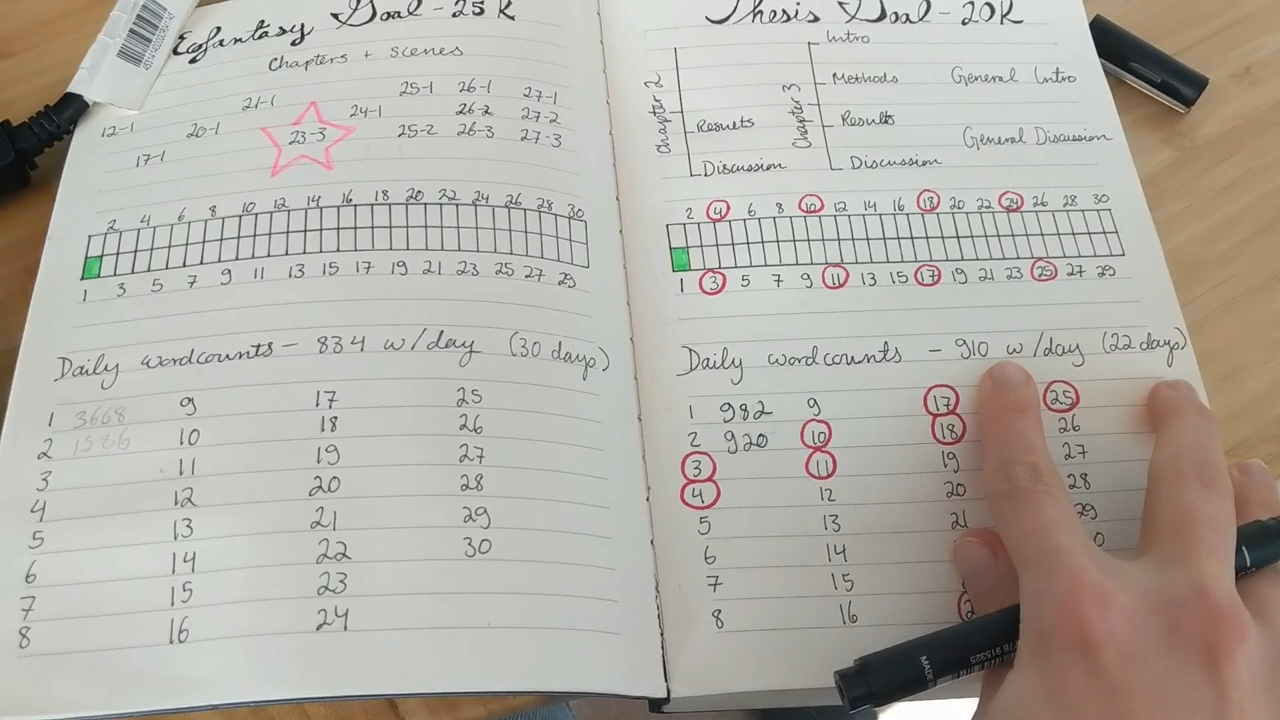 Ecofantasy Goal - 25K
Chapters + scenes
25-1 26-1 27-1
21-1 24-1 26-2 27-2
12-1 20-1 23-3 25-2 26-3 27-3
17-1
2 4 6 8 10 12 14 16 18 20 22 24 26 28 30
1 3 5 7 9 11 13 15 17 19 21 23 25 27 29
Daily wordcounts - 834 w/day (30 days)
1 3668 9 17 25
2 1586 10 18 26
3 11 19 27
4 12 20 28
5 13 21 29
6 14 22 30
7 15 23
8 16 24
Thesis Goal - 20K
Chapter 2
Results
Discussion
Chapter 3
Intro
Methods
Results
Discussion
General Intro
General Discussion
2 4 6 8 10 12 14 16 18 20 22 24 26 28 30
1 3 5 7 9 11 13 15 17 19 21 23 25 27 29
Daily wordcounts - 910 w/day (22 days)
1 982 9 17 25
2 920 10 18 26
3 11 19 27
4 12 20 28
5 13 21 29
6 14 0
7 15
8 16 2
MADE
915325